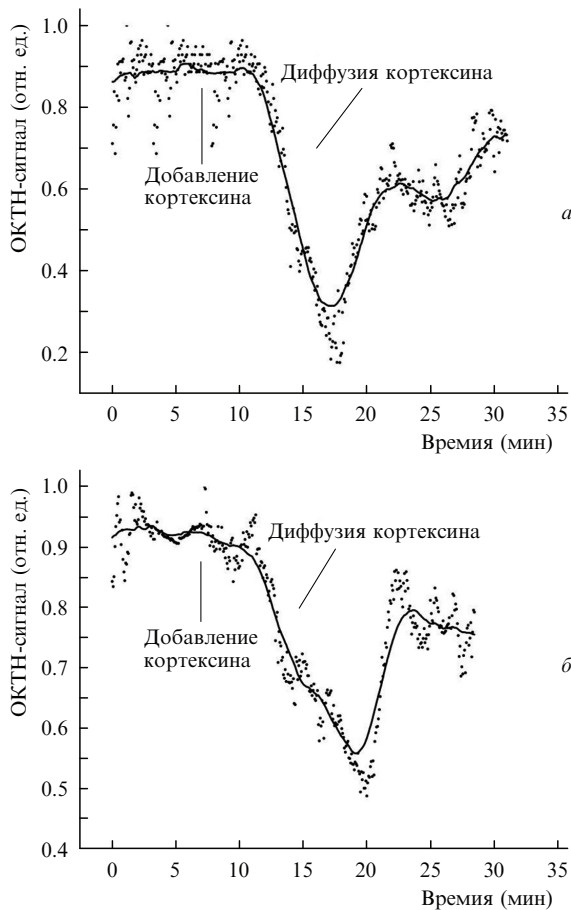 ОКТН-сигнал (отн. ед.)
1.0
0.90
0.6
0.4
0.2
Диффузия кортексина
Добавление
кортексина
а
0 5 10 15 20 25 30 35
Времия (мин)
ОКТН-сигнал (отн. ед.)
1.0
0.9
0.8
0.7
0.6
0.5
0.4
Диффузия кортексина
Добавление
кортексина
б
0 5 10 15 20 25 30 35
Времия (мин)